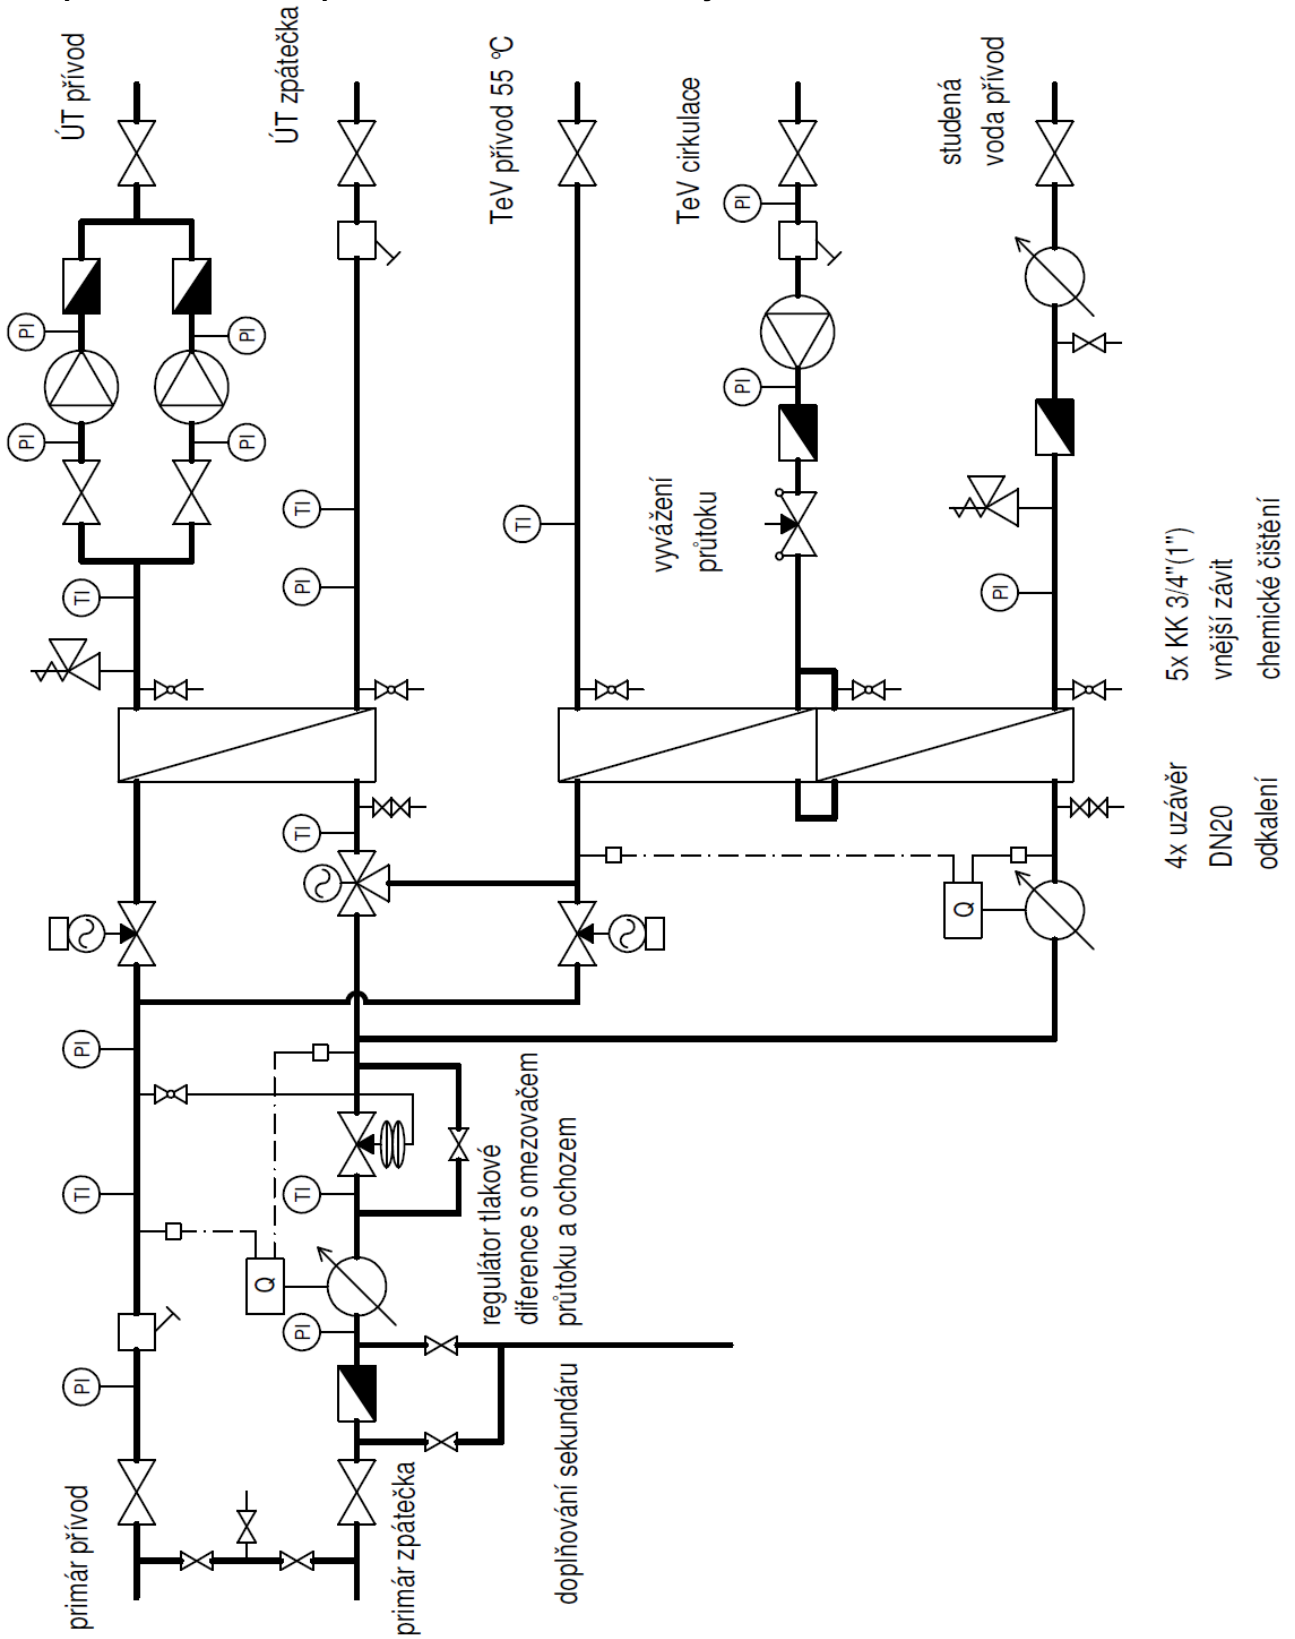 ÚT přívod
ÚT zpátečka
TeV přívod 55 ºC
TeV cirkulace
studená
voda přívod
PI
PI
PI
PI
PI
PI
TI
TI
TI
PI
PI
vyvážení
průtoku
5x KK 3/4"(1")
vnější závit
chemické čištění
4x uzávěr
DN20
odkalení
TI
Q
PI
TI
TI
Q
PI
PI
regulátor tlakové
diference s omezovačem
průtoku a ochozem
doplňování sekundáru
primár přívod
primár zpátečka